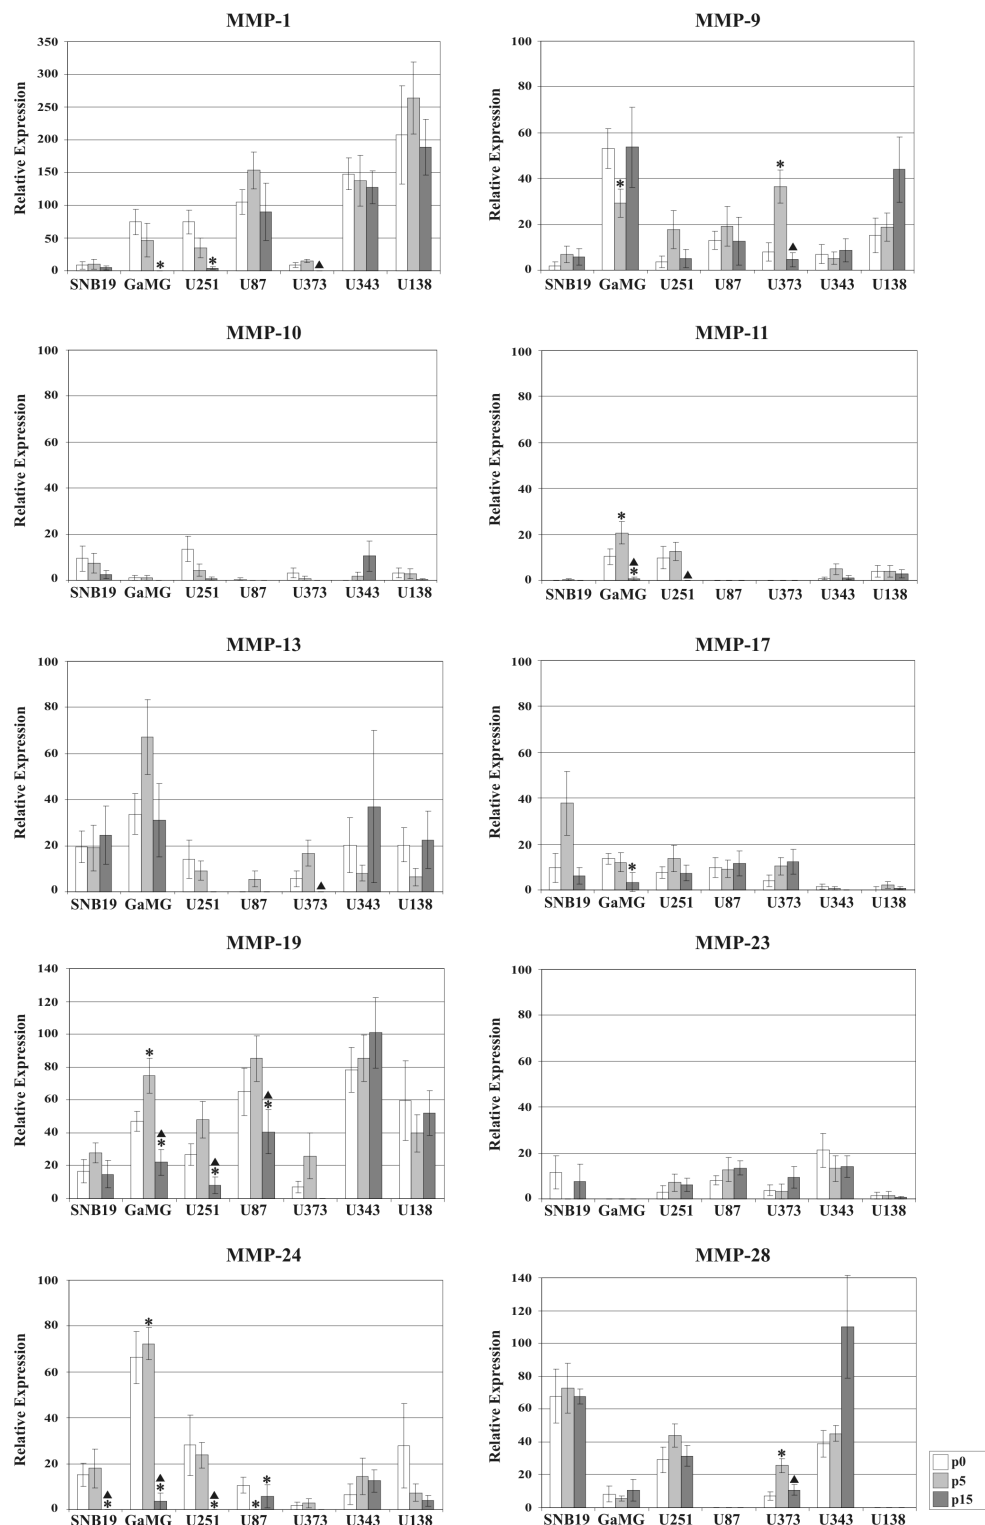 MMP-1
Relative Expression
350
300
250
200
150
100
50
0
SNB19 GaMG U251 U87 U373 U343 U138
* * ▲
MMP-9
Relative Expression
100
80
60
40
20
0
SNB19 GaMG U251 U87 U373 U343 U138
* * ▲
MMP-10
Relative Expression
100
80
60
40
20
0
SNB19 GaMG U251 U87 U373 U343 U138
MMP-11
Relative Expression
100
80
60
40
20
0
SNB19 GaMG U251 U87 U373 U343 U138
* ▲ * ▲
MMP-13
Relative Expression
100
80
60
40
20
0
SNB19 GaMG U251 U87 U373 U343 U138
▲
MMP-17
Relative Expression
100
80
60
40
20
0
SNB19 GaMG U251 U87 U373 U343 U138
*
MMP-19
Relative Expression
140
120
100
80
60
40
20
0
SNB19 GaMG U251 U87 U373 U343 U138
* ▲ * ▲ * ▲ *
MMP-23
Relative Expression
100
80
60
40
20
0
SNB19 GaMG U251 U87 U373 U343 U138
MMP-24
Relative Expression
100
80
60
40
20
0
SNB19 GaMG U251 U87 U373 U343 U138
▲ * * ▲ * ▲ * * *
MMP-28
Relative Expression
140
120
100
80
60
40
20
0
SNB19 GaMG U251 U87 U373 U343 U138
* ▲
p0
p5
p15